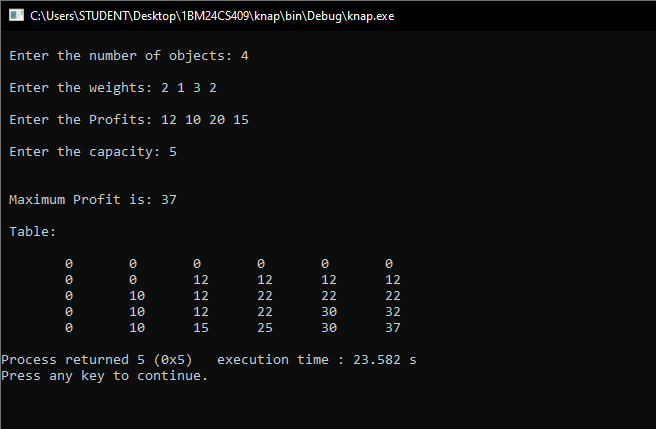 C:\Users\STUDENT\Desktop\1BM24CS409\knap\bin\Debug\knap.exe
Enter the number of objects: 4
Enter the weights: 2 1 3 2
Enter the Profits: 12 10 20 15
Enter the capacity: 5
Maximum Profit is: 37
Table:
0 0 0 0 0 0
0 0 12 12 12 12
0 10 12 22 22 22
0 10 12 22 30 32
0 10 15 25 30 37
Process returned 5 (0x5)   execution time : 23.582 s
Press any key to continue.